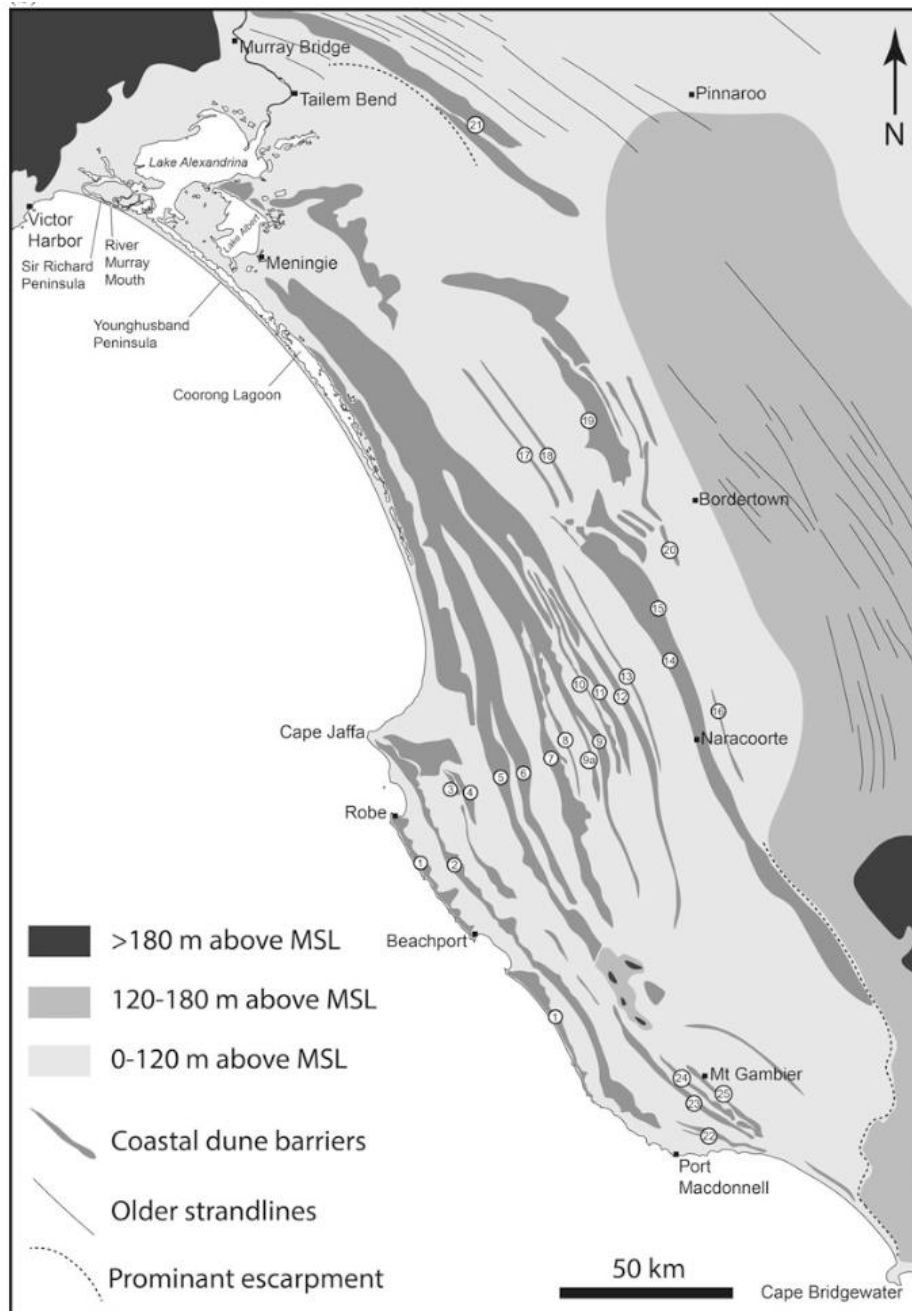 Murray Bridge
Tailem Bend
Pinnaroo
N
21
Lake Alexandrina
Lake Albert
Victor
Harbor
Sir Richard
Peninsula
River
Murray
Mouth
Meningie
Younghusband
Peninsula
Coorong Lagoon
19
17
18
Bordertown
20
15
14
13
10
11
12
16
Naracoorte
Cape Jaffa
8
9
7
9a
5
6
3
4
Robe
1
2
Beachport
1
Mt Gambier
24
25
23
22
Port
Macdonnell
>180 m above MSL
120-180 m above MSL
0-120 m above MSL
Coastal dune barriers
Older strandlines
Prominant escarpment
50 km
Cape Bridgewater